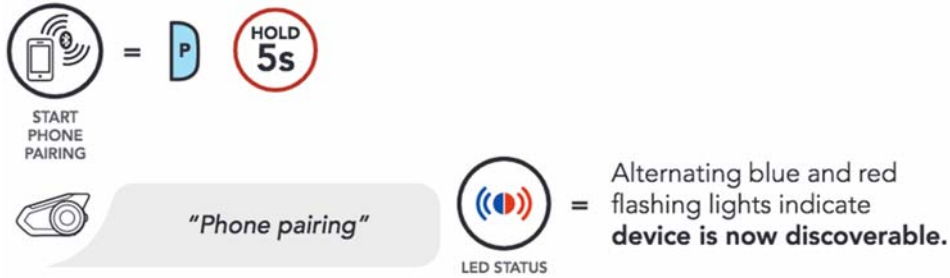 = P HOLD
5s
START
PHONE
PAIRING
"Phone pairing"
= Alternating blue and red
flashing lights indicate
device is now discoverable.
LED STATUS